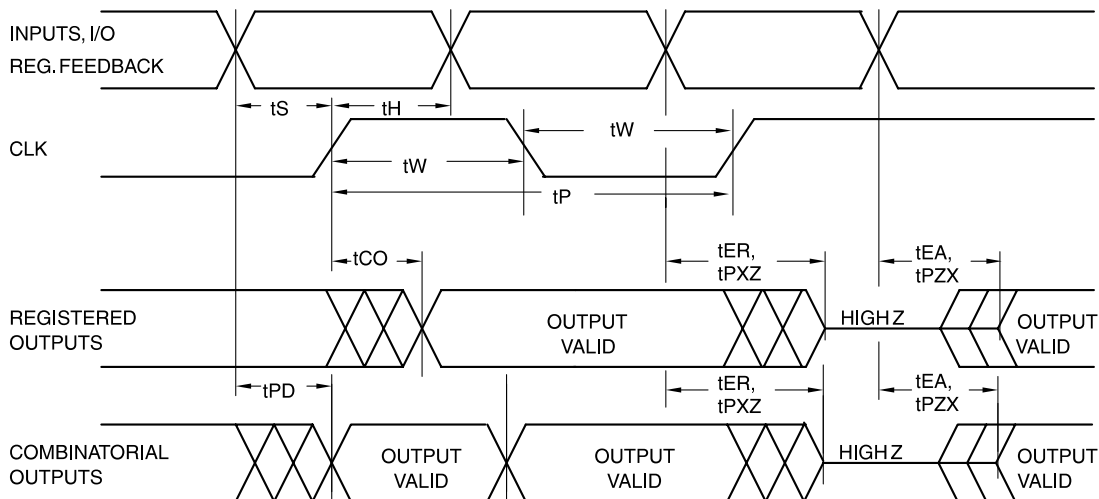 INPUTS, I/O
REG. FEEDBACK
tS
tH
CLK
tW
tW
tP
tCO
tER,
tPXZ
tEA,
tPZX
REGISTERED
OUTPUTS
OUTPUT
VALID
HIGH Z
OUTPUT
VALID
tPD
tER,
tPXZ
tEA,
tPZX
COMBINATORIAL
OUTPUTS
OUTPUT
VALID
OUTPUT
VALID
HIGH Z
OUTPUT
VALID